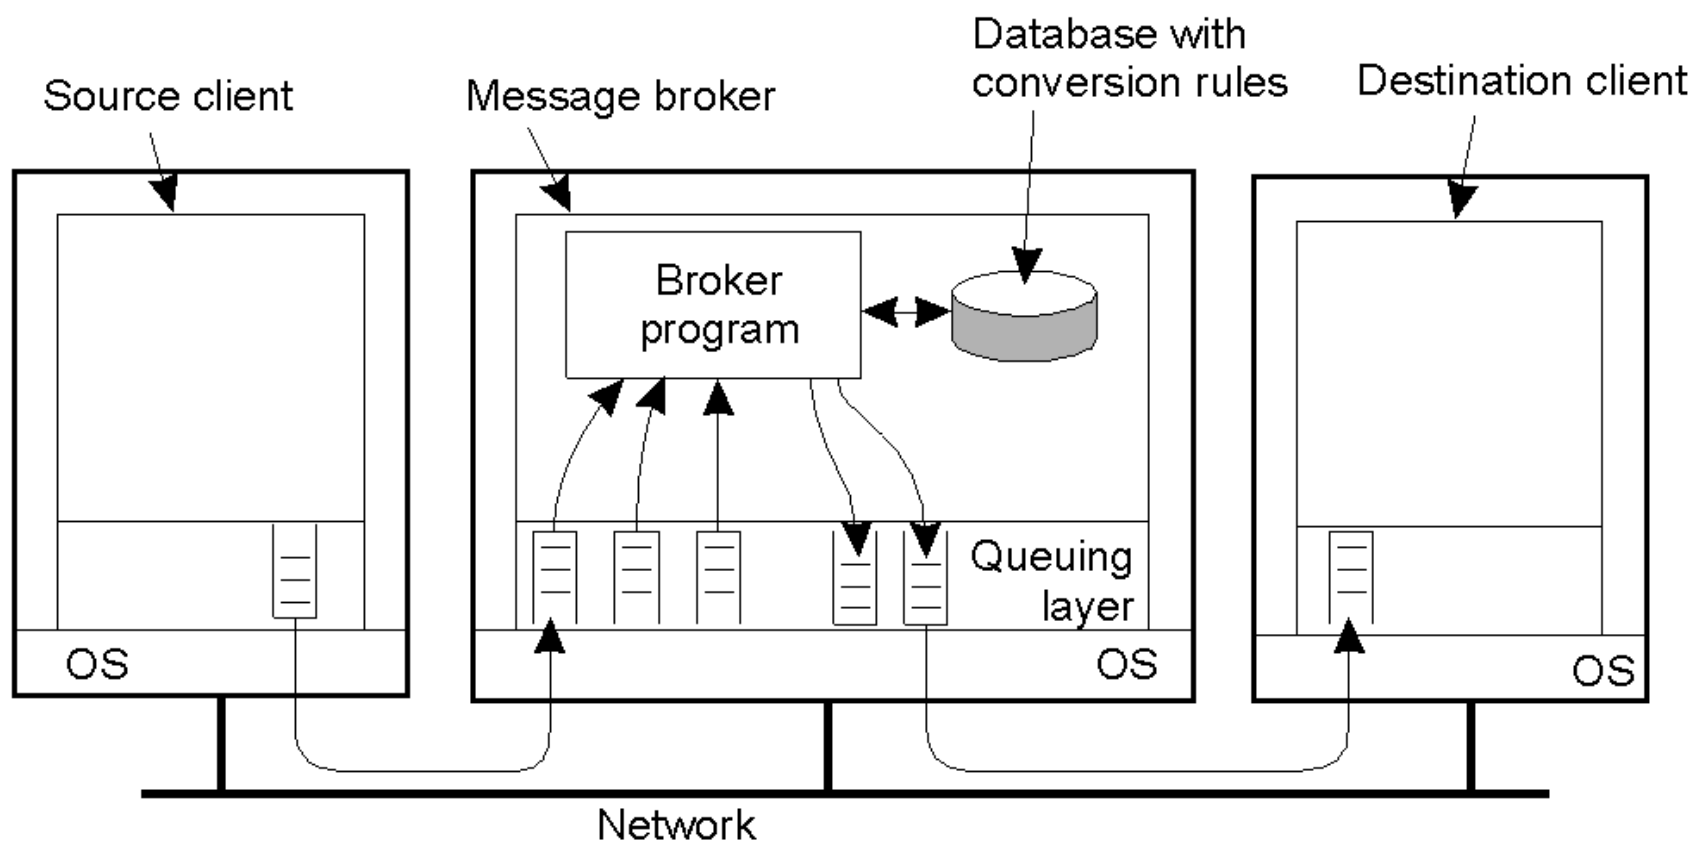 Database with
conversion rules
Source client
Message broker
Destination client
Broker
program
Queuing
layer
OS
OS
OS
Network